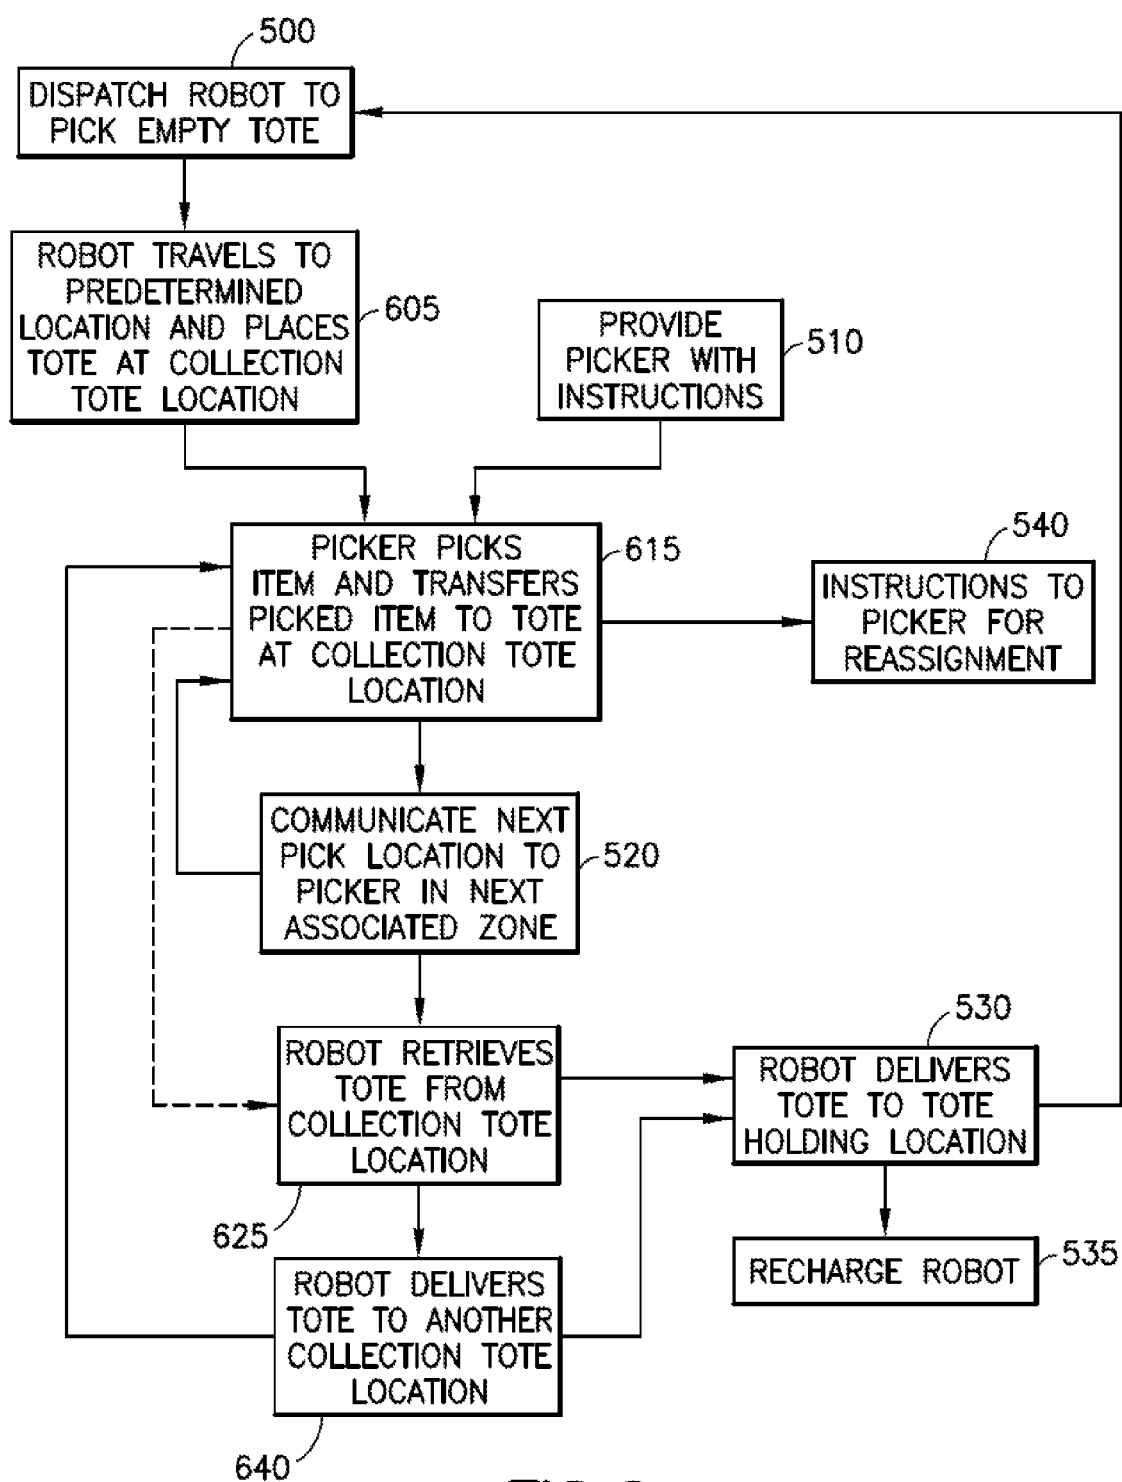 500
DISPATCH ROBOT TO
PICK EMPTY TOTE
ROBOT TRAVELS TO
PREDETERMINED
LOCATION AND PLACES
TOTE AT COLLECTION
TOTE LOCATION
605
PROVIDE
PICKER WITH
INSTRUCTIONS
510
PICKER PICKS
ITEM AND TRANSFERS
PICKED ITEM TO TOTE
AT COLLECTION TOTE
LOCATION
615
540
INSTRUCTIONS TO
PICKER FOR
REASSIGNMENT
COMMUNICATE NEXT
PICK LOCATION TO
PICKER IN NEXT
ASSOCIATED ZONE
520
ROBOT RETRIEVES
TOTE FROM
COLLECTION TOTE
LOCATION
625
530
ROBOT DELIVERS
TOTE TO TOTE
HOLDING LOCATION
RECHARGE ROBOT
535
ROBOT DELIVERS
TOTE TO ANOTHER
COLLECTION TOTE
LOCATION
640